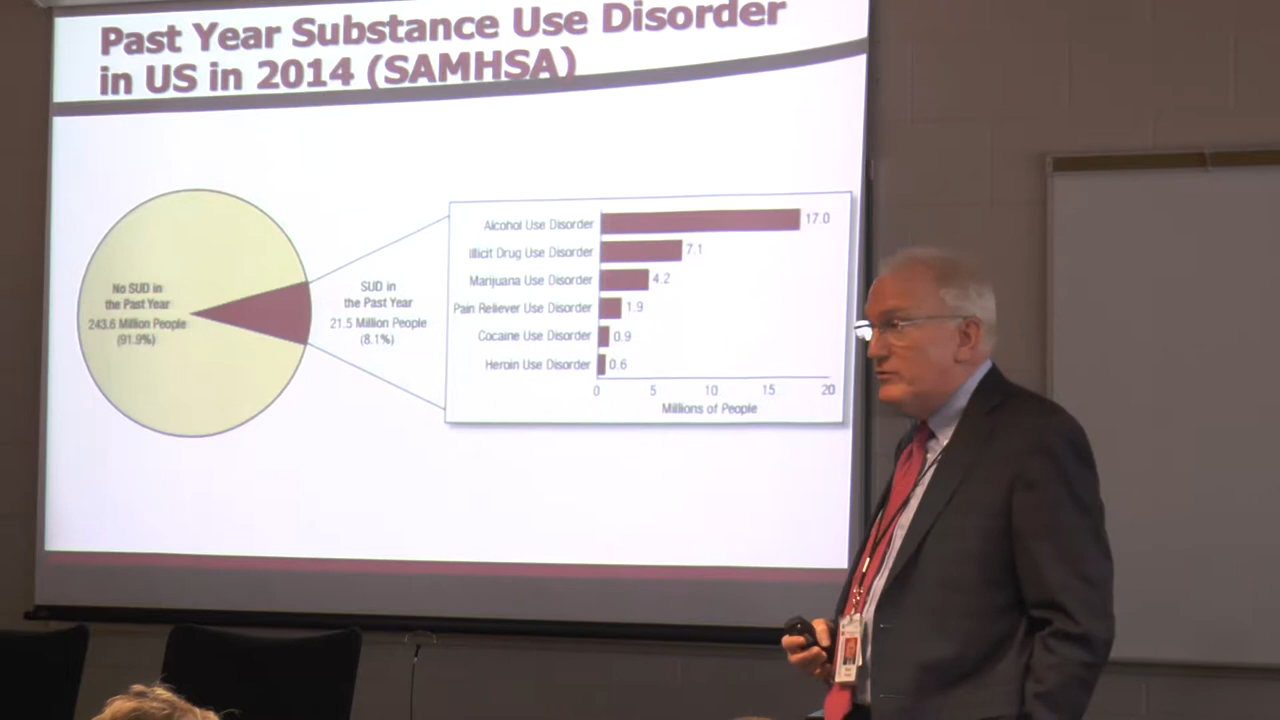 Past Year Substance Use Disorder
in US in 2014 (SAMHSA)
No SUD in
the Past Year
243.6 Million People
(91.9%)
SUD in
the Past Year
21.5 Million People
(8.1%)
Alcohol Use Disorder 17.0
Illicit Drug Use Disorder 7.1
Marijuana Use Disorder 4.2
Pain Reliever Use Disorder 1.9
Cocaine Use Disorder 0.9
Heroin Use Disorder 0.6
0 5 10 15 20
Millions of People